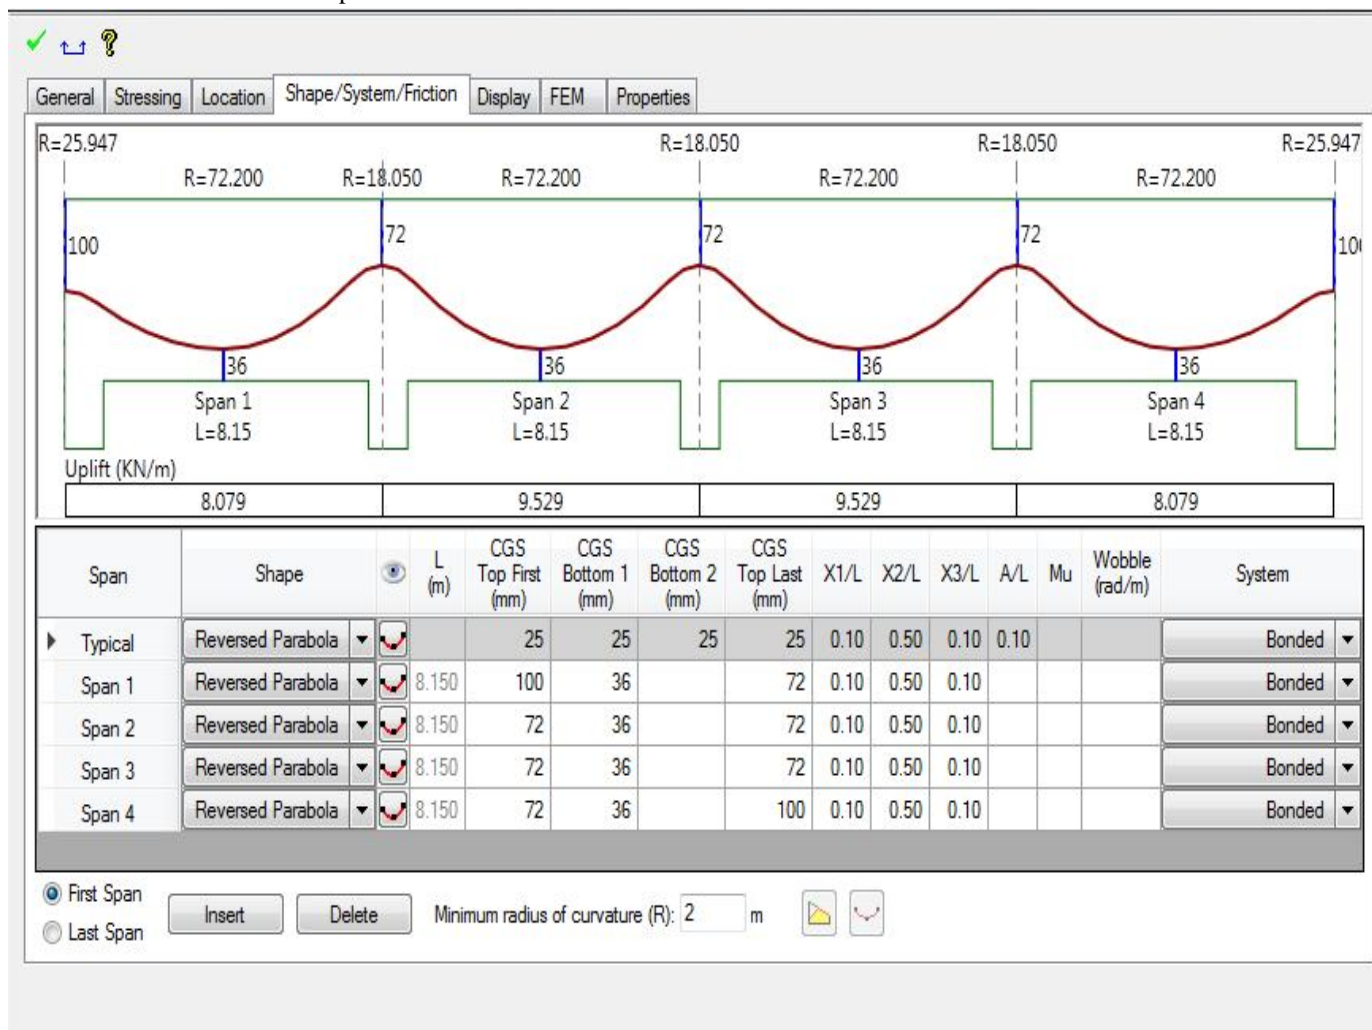 General Stressing Location Shape/System/Friction Display FEM Properties
R=25.947 R=18.050 R=18.050 R=25.947
R=72.200 R=18.050 R=72.200 R=72.200 R=72.200
100 72 72 72 10
36 36 36 36
Span 1 Span 2 Span 3 Span 4
L=8.15 L=8.15 L=8.15 L=8.15
Uplift (KN/m)
8.079 9.529 9.529 8.079
Span Shape L (m) CGS Top First (mm) CGS Bottom 1 (mm) CGS Bottom 2 (mm) CGS Top Last (mm) X1/L X2/L X3/L A/L Mu Wobble (rad/m) System
Typical Reversed Parabola 25 25 25 25 0.10 0.50 0.10 0.10 Bonded
Span 1 Reversed Parabola 8.150 100 36 72 0.10 0.50 0.10 Bonded
Span 2 Reversed Parabola 8.150 72 36 72 0.10 0.50 0.10 Bonded
Span 3 Reversed Parabola 8.150 72 36 72 0.10 0.50 0.10 Bonded
Span 4 Reversed Parabola 8.150 72 36 100 0.10 0.50 0.10 Bonded
First Span
Last Span
Insert Delete Minimum radius of curvature (R): 2 m